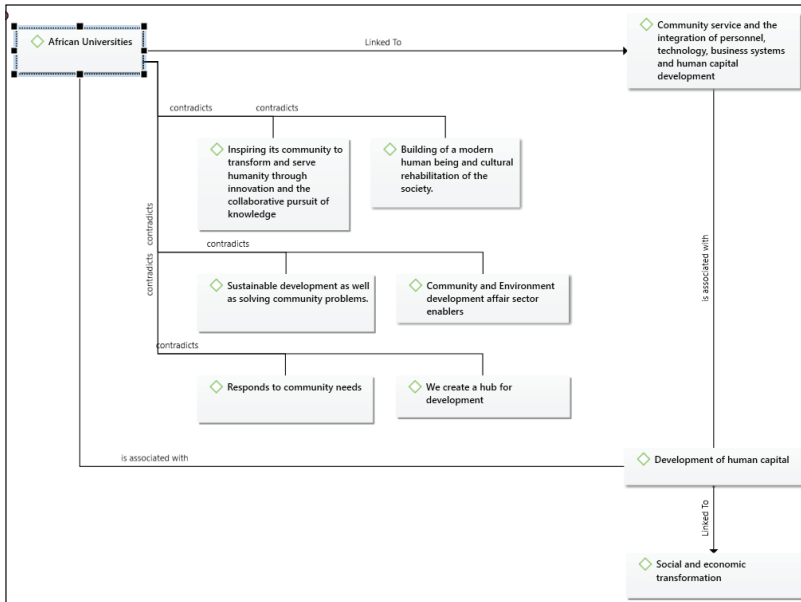 African Universities
Linked To
Community service and the
integration of personnel,
technology, business systems
and human capital
development
contradicts
contradicts
Inspiring its community to
transform and serve
humanity through
innovation and the
collaborative pursuit of
knowledge
Building of a modern
human being and cultural
rehabilitation of the
society.
contradicts
contradicts
contradicts
is associated with
Sustainable development as well
as solving community problems.
Community and Environment
development affair sector
enablers
contradicts
Responds to community needs
We create a hub for
development
is associated with
Development of human capital
Linked To
Social and economic
transformation